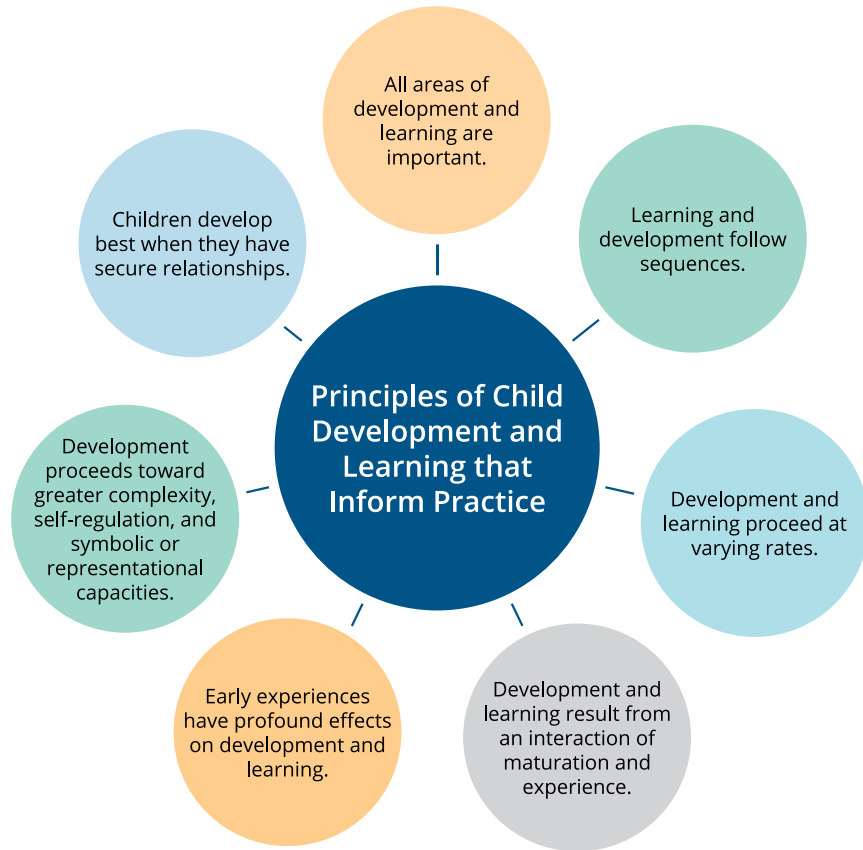 All areas of
development and
learning are
important.
Learning and
development follow
sequences.
Development and
learning proceed at
varying rates.
Development and
learning result from
an interaction of
maturation and
experience.
Early experiences
have profound effects
on development and
learning.
Development
proceeds toward
greater complexity,
self-regulation, and
symbolic or
representational
capacities.
Children develop
best when they have
secure relationships.
Principles of Child
Development and
Learning that
Inform Practice